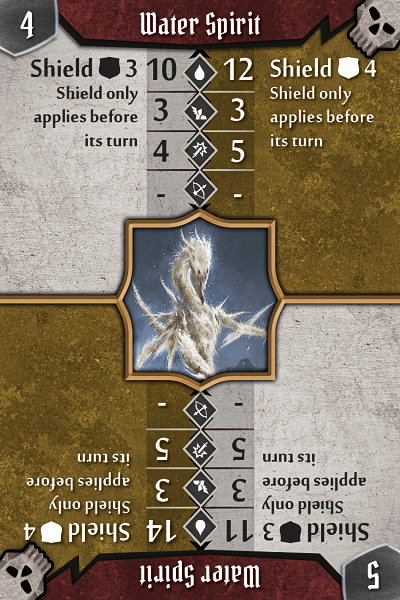 4
Water Spirit
Shield 3 10 12 Shield 4
Shield only Shield only
applies before 3 3 applies before
its turn its turn
4 5
- -
Water Spirit
5
Shield 3 11 14 Shield 4
Shield only Shield only
applies before 3 3 applies before
its turn its turn
5 5
- -